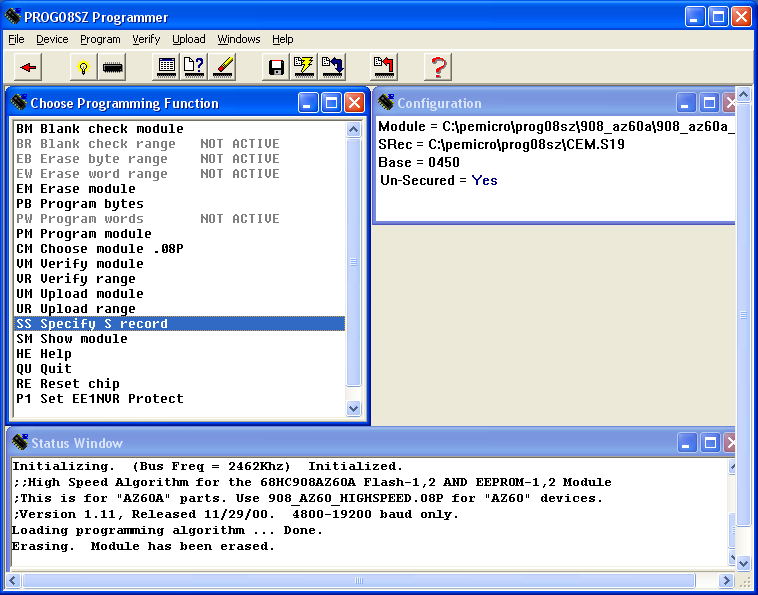 PROG08SZ Programmer
File Device Program Verify Upload Windows Help
Choose Programming Function
BM Blank check module
BR Blank check range NOT ACTIVE
EB Erase byte range NOT ACTIVE
EW Erase word range NOT ACTIVE
EM Erase module
PB Program bytes
PW Program words NOT ACTIVE
PM Program module
CM Choose module .08P
VM Verify module
VR Verify range
UM Upload module
UR Upload range
SS Specify S record
SM Show module
HE Help
QU Quit
RE Reset chip
P1 Set EE1NVR Protect
Configuration
Module = C:\pemicro\prog08sz\908_az60a\908_az60a_
SRec = C:\pemicro\prog08sz\CEM.S19
Base = 0450
Un-Secured = Yes
Status Window
Initializing. (Bus Freq = 2462Khz) Initialized.
;;High Speed Algorithm for the 68HC908AZ60A Flash-1,2 AND EEPROM-1,2 Module
;This is for "AZ60A" parts. Use 908_AZ60_HIGHSPEED.08P for "AZ60" devices.
;Version 1.11, Released 11/29/00. 4800-19200 baud only.
Loading programming algorithm ... Done.
Erasing. Module has been erased.